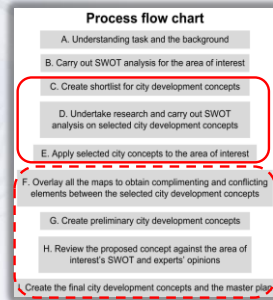 Process flow chart
A. Understanding task and the background
B. Carry out SWOT analysis for the area of interest
C. Create shortlist for city development concepts
D. Undertake research and carry out SWOT
analysis on selected city development concepts
E. Apply selected city concepts to the area of interest
F. Overlay all the maps to obtain complimenting and conflicting
elements between the selected city development concepts
G. Create preliminary city development concepts
H. Review the proposed concept against the area of
interest's SWOT and experts' opinions
I. Create the final city development concepts and the master plan